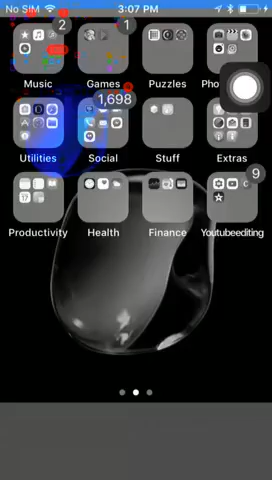 No SIM 3:07 PM
2 1
Music Games Puzzles Pho
1,698
Utilities Social Stuff Extras
9
Productivity Health Finance Youtubeediting
17